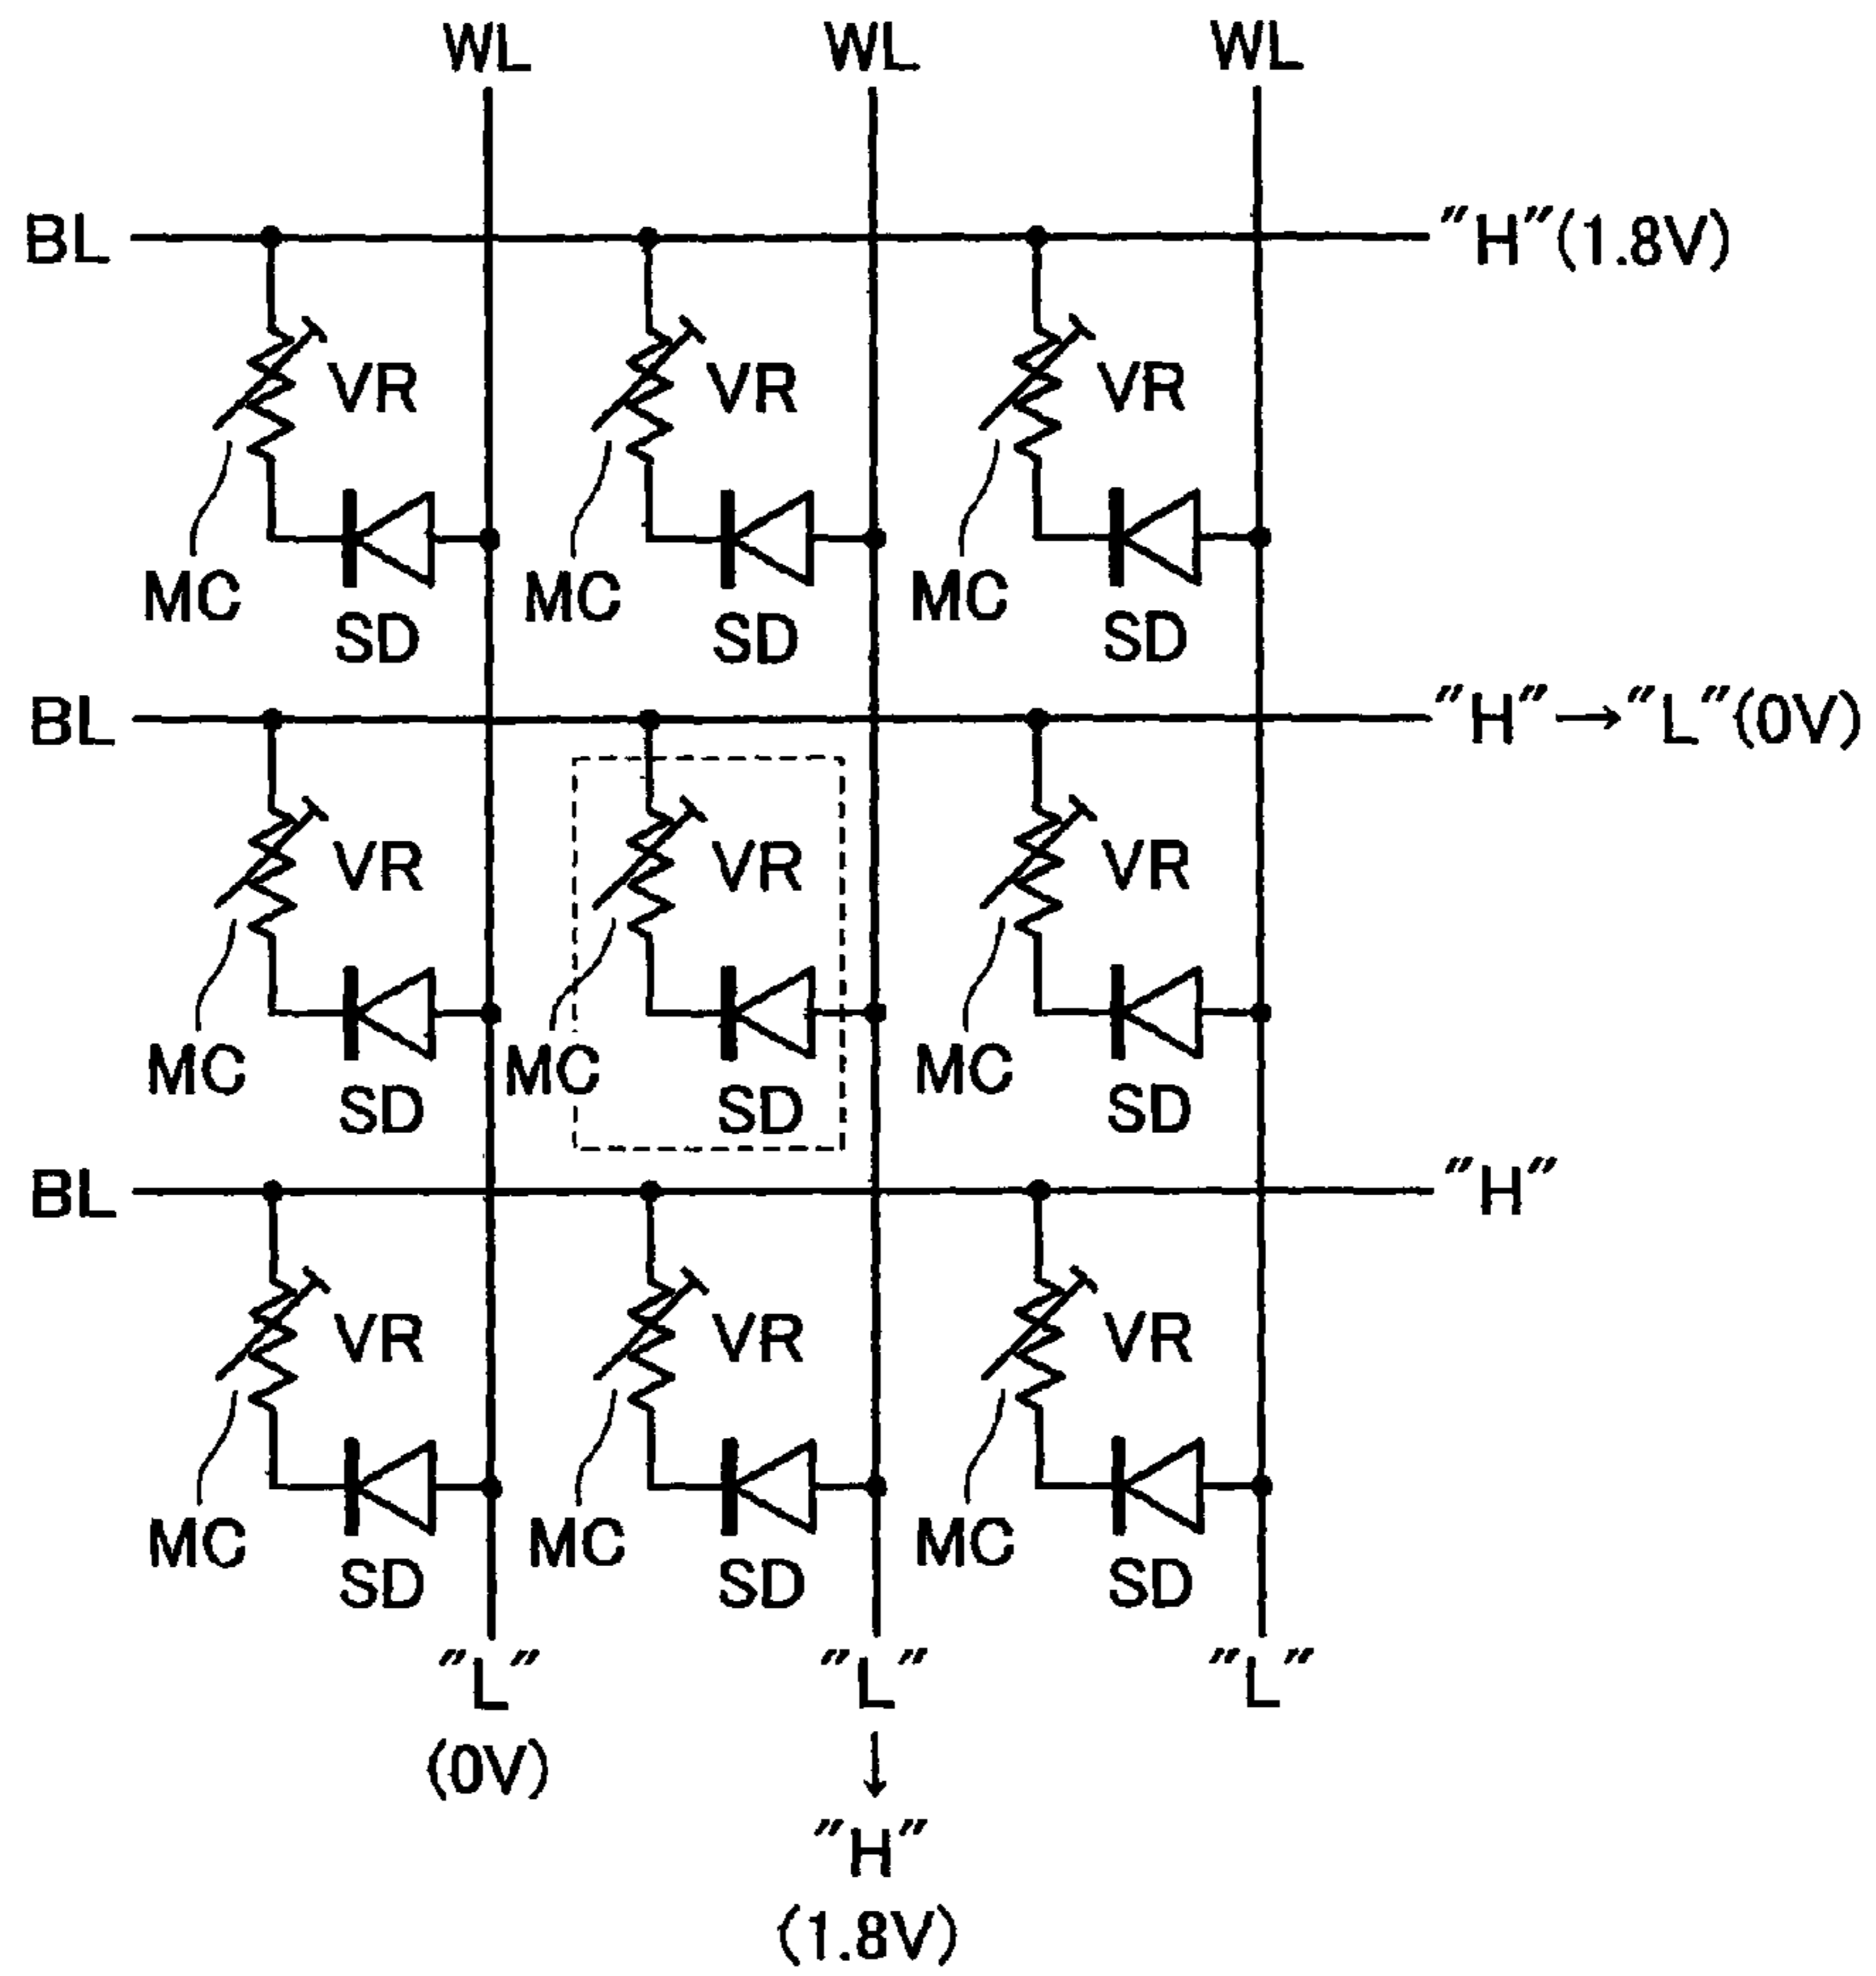 WL WL WL
BL "H"(1.8V)
VR VR VR
MC MC MC
SD SD SD
BL "H" → "L"(0V)
VR VR VR
MC MC MC
SD SD SD
BL "H"
VR VR VR
MC MC MC
SD SD SD
"L" "L" "L"
(0V) ↓
"H"
(1.8V)